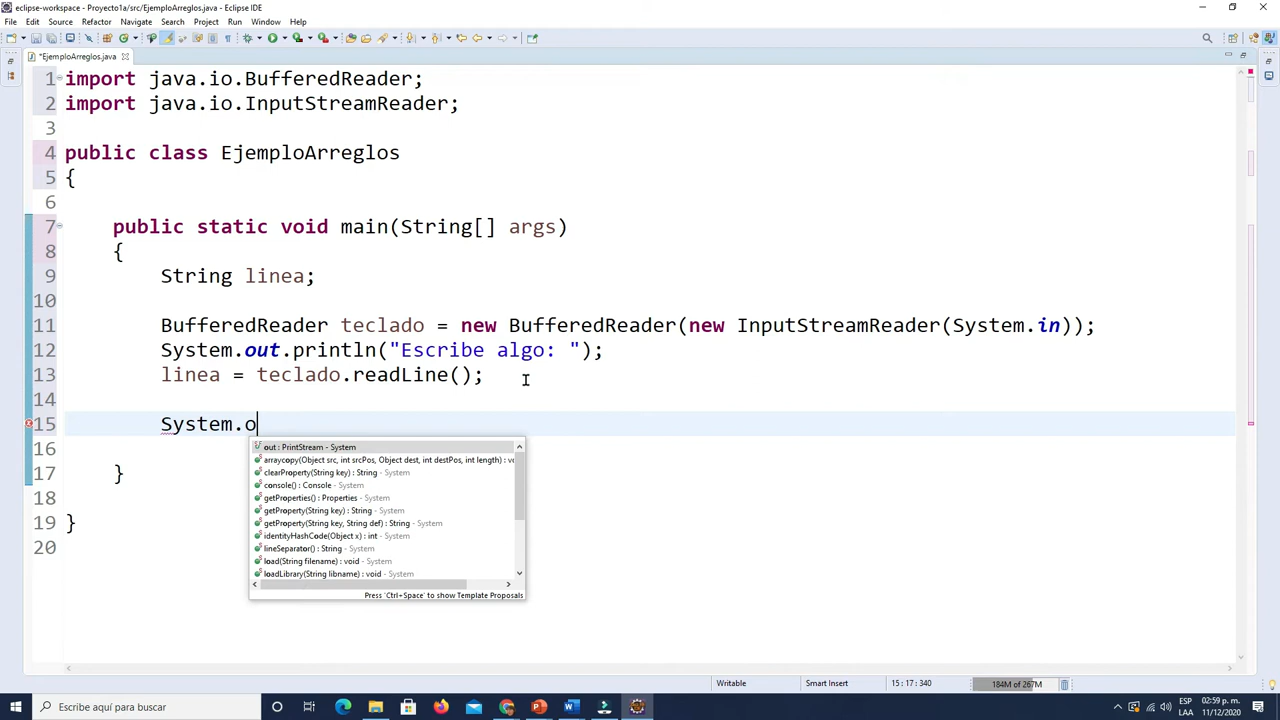 eclipse-workspace - Proyecto1a/src/EjemploArreglos.java - Eclipse IDE
File Edit Source Refactor Navigate Search Project Run Window Help
*EjemploArreglos.java
1 import java.io.BufferedReader;
2 import java.io.InputStreamReader;
3
4 public class EjemploArreglos
5 {
6
7 public static void main(String[] args)
8 {
9 String linea;
10
11 BufferedReader teclado = new BufferedReader(new InputStreamReader(System.in));
12 System.out.println("Escribe algo: ");
13 linea = teclado.readLine();
14
15 System.o
out : PrintStream - System
arraycopy(Object src, int srcPos, Object dest, int destPos, int length) : vo
clearProperty(String key) : String - System
console() : Console - System
getProperties() : Properties - System
getProperty(String key) : String - System
getProperty(String key, String def) : String - System
identityHashCode(Object x) : int - System
lineSeparator() : String - System
load(String filename) : void - System
loadLibrary(String libname) : void - System
Press 'Ctrl+Space' to show Template Proposals
16
17 }
18
19 }
20
Writable Smart Insert 15 : 17 : 340 184M of 267M
Escribe aquí para buscar
ESP 02:59 p. m.
LAA 11/12/2020